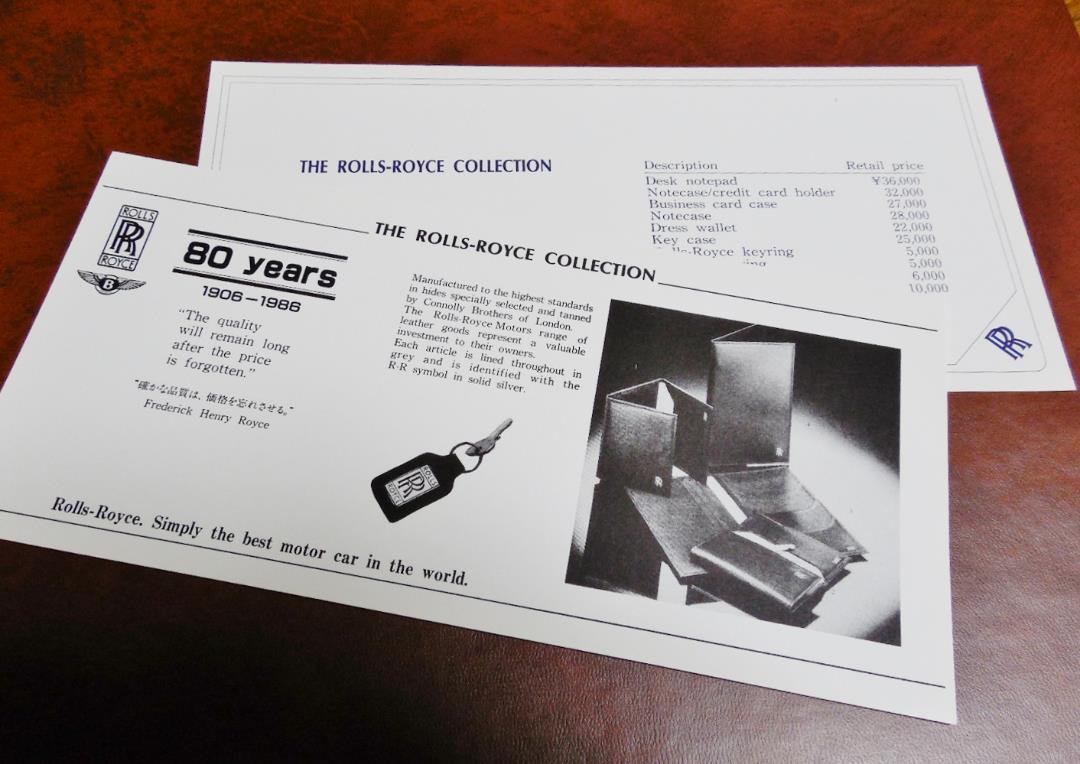 THE ROLLS-ROYCE COLLECTION
Description Retail price
Desk notepad ¥36,000
Notecase/credit card holder 32,000
Business card case 27,000
Notecase 28,000
Dress wallet 22,000
Key case 25,000
-Royce keyring 5,000
5,000
6,000
10,000
RR
THE ROLLS-ROYCE COLLECTION
ROLLS
RR
ROYCE
B
80 years
1906-1986
"The quality
will remain long
after the price
is forgotten."
"確かな品質は、価格を忘れさせる。"
Frederick Henry Royce
Manufactured to the highest standards
in hides specially selected and tanned
by Connolly Brothers of London.
The Rolls-Royce Motors range of
leather goods represent a valuable
investment to their owners.
Each article is lined throughout in
grey and is identified with the
R-R symbol in solid silver.
ROLLS
RR
ROYCE
Rolls-Royce. Simply the best motor car in the world.